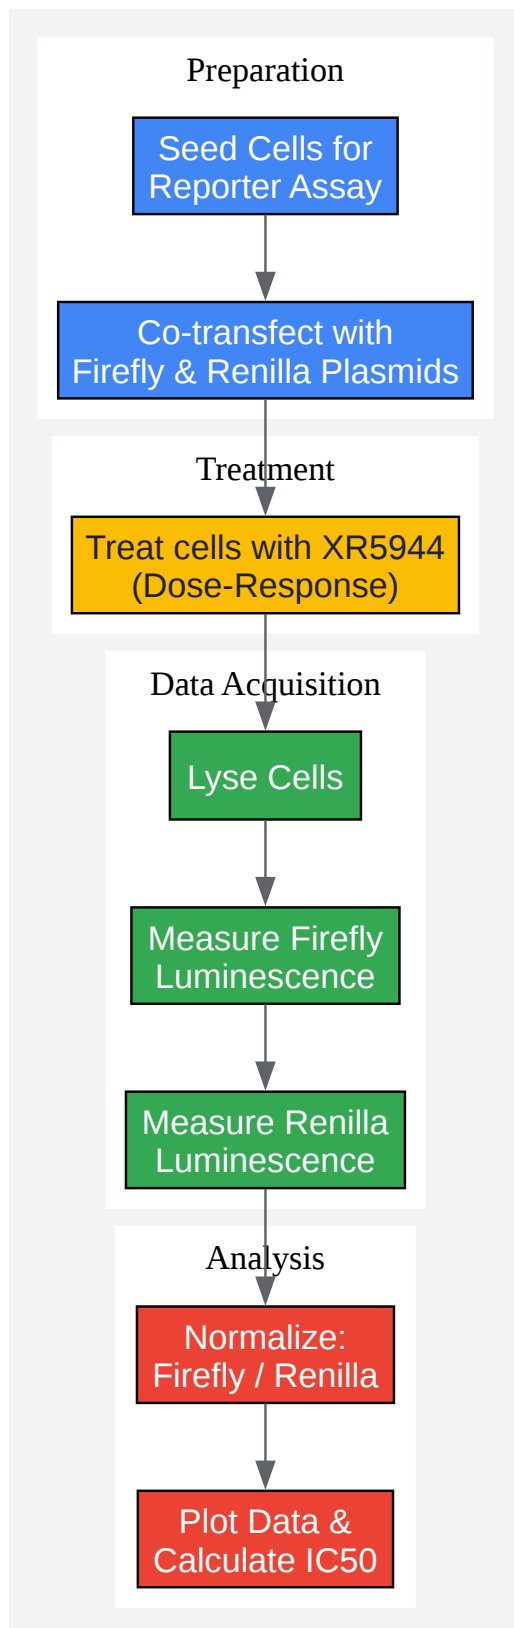 Preparation
Seed Cells for
Reporter Assay
Co-transfect with
Firefly & Renilla Plasmids
Treatment
Treat cells with XR5944
(Dose-Response)
Data Acquisition
Lyse Cells
Measure Firefly
Luminescence
Measure Renilla
Luminescence
Analysis
Normalize:
Firefly / Renilla
Plot Data &
Calculate IC50